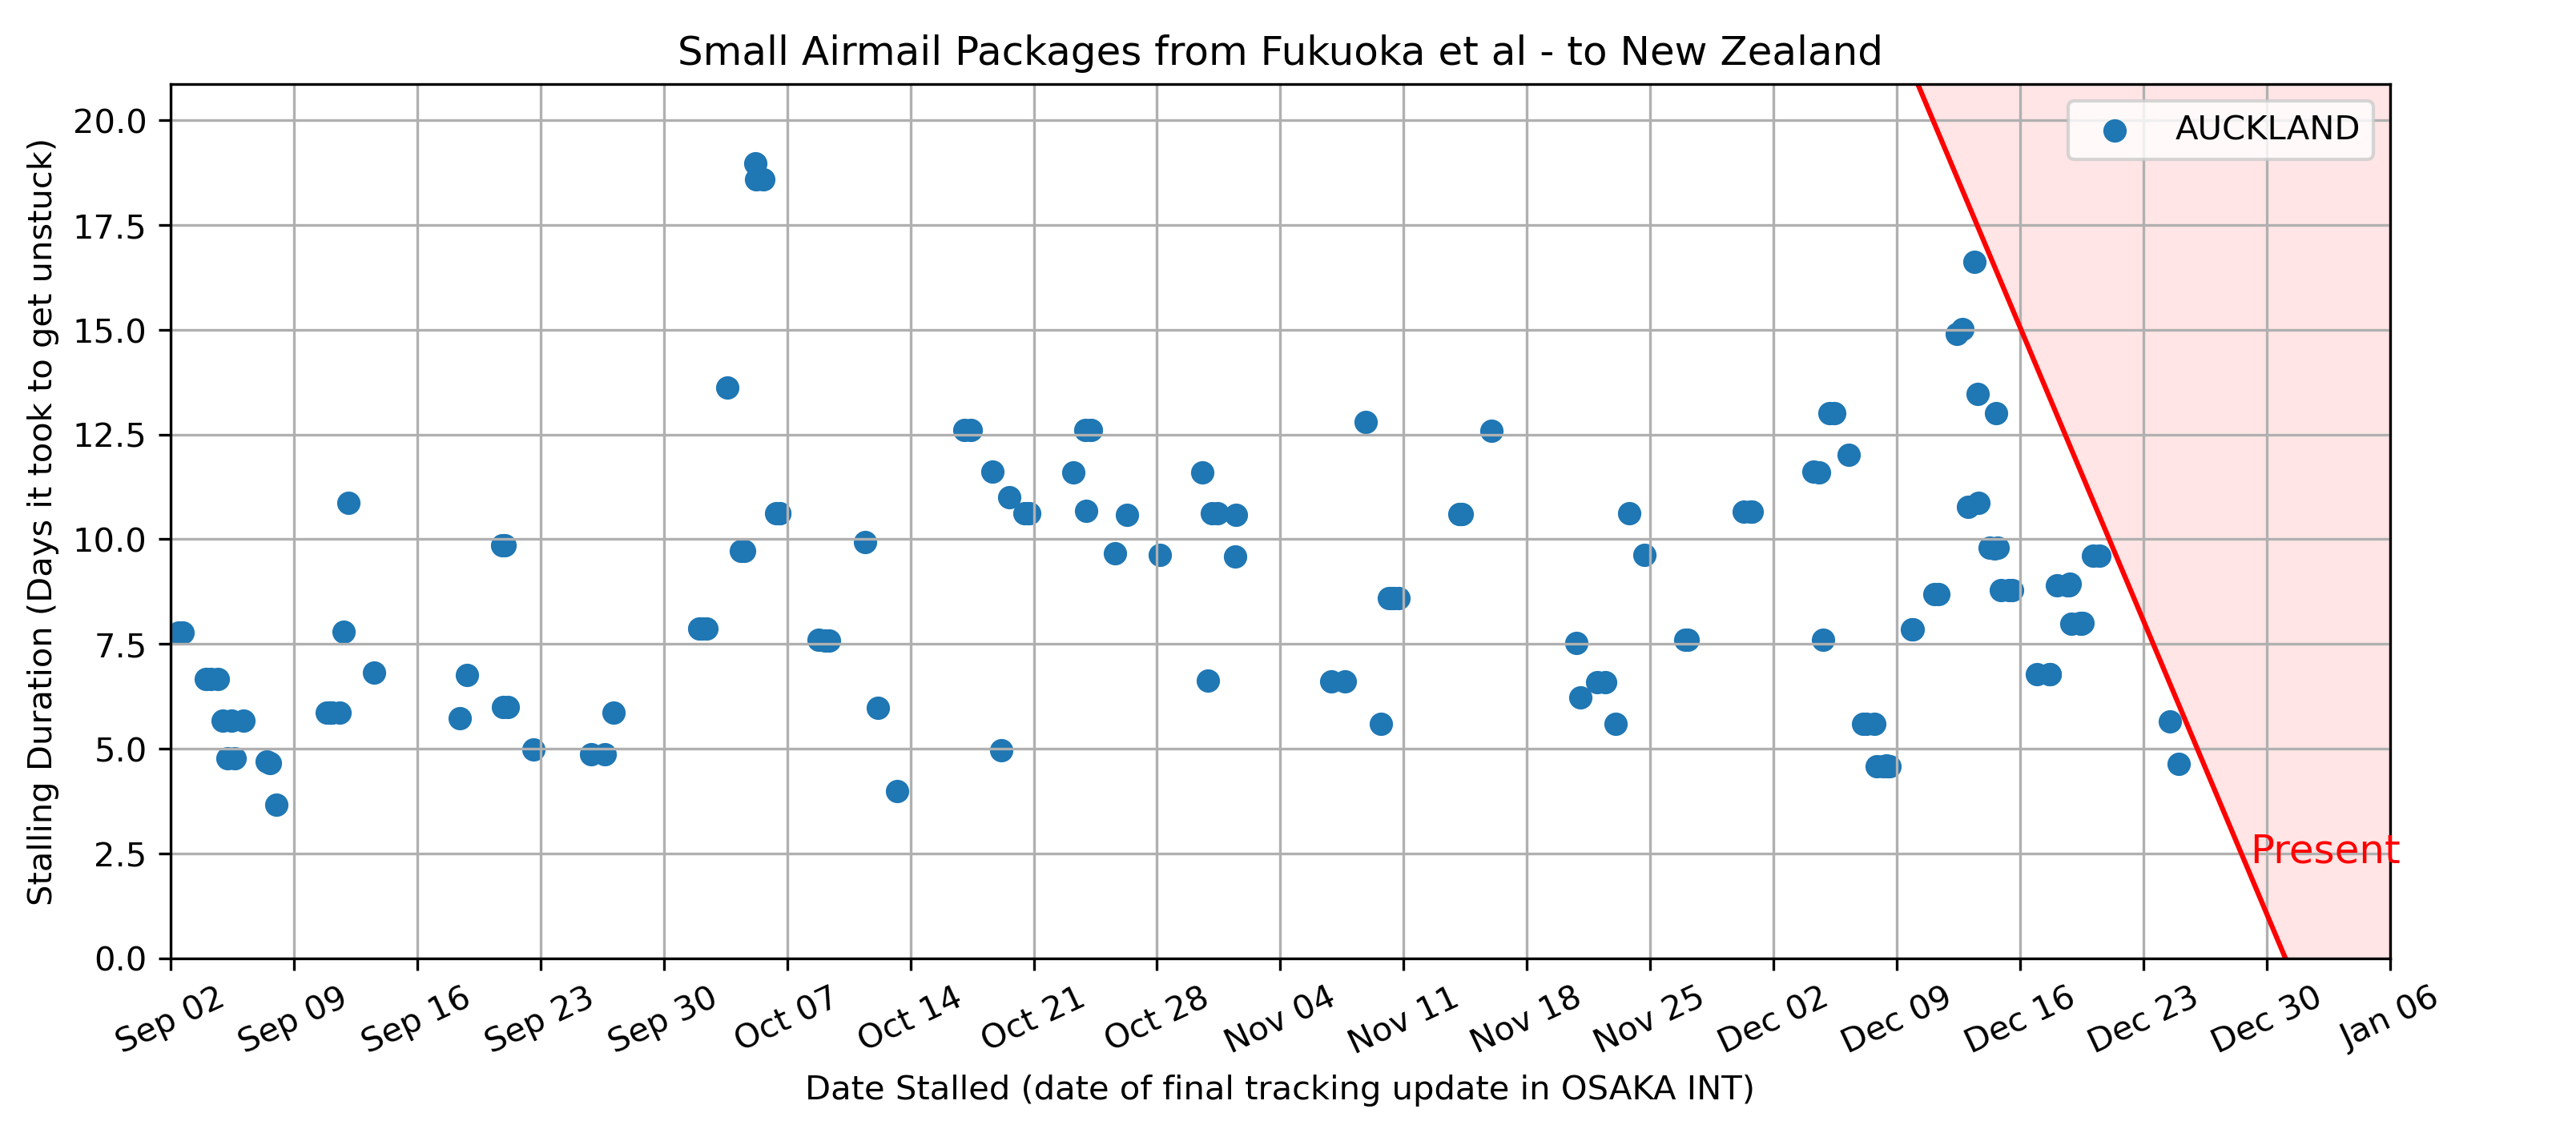 Small Airmail Packages from Fukuoka et al - to New Zealand
Stalling Duration (Days it took to get unstuck)
20.0
17.5
15.0
12.5
10.0
7.5
5.0
2.5
0.0
AUCKLAND
Present
Sep 02
Sep 09
Sep 16
Sep 23
Sep 30
Oct 07
Oct 14
Oct 21
Oct 28
Nov 04
Nov 11
Nov 18
Nov 25
Dec 02
Dec 09
Dec 16
Dec 23
Dec 30
Jan 06
Date Stalled (date of final tracking update in OSAKA INT)